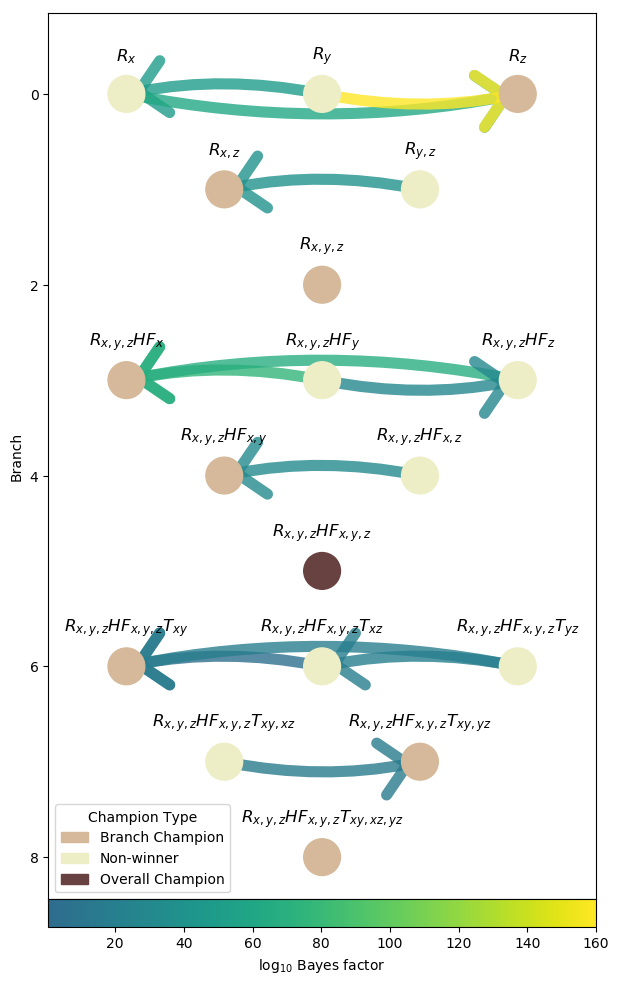 R_x R_y R_z
0
R_{x,z} R_{y,z}
R_{x,y,z}
2
R_{x,y,z}HF_x R_{x,y,z}HF_y R_{x,y,z}HF_z
R_{x,y,z}HF_{x,y} R_{x,y,z}HF_{x,z}
Branch
4
R_{x,y,z}HF_{x,y,z}
R_{x,y,z}HF_{x,y,z}T_{xy} R_{x,y,z}HF_{x,y,z}T_{xz} R_{x,y,z}HF_{x,y,z}T_{yz}
6
R_{x,y,z}HF_{x,y,z}T_{xy,xz} R_{x,y,z}HF_{x,y,z}T_{xy,yz}
R_{x,y,z}HF_{x,y,z}T_{xy,xz,yz}
Champion Type
Branch Champion
Non-winner
Overall Champion
8
20 40 60 80 100 120 140 160
log_{10} Bayes factor